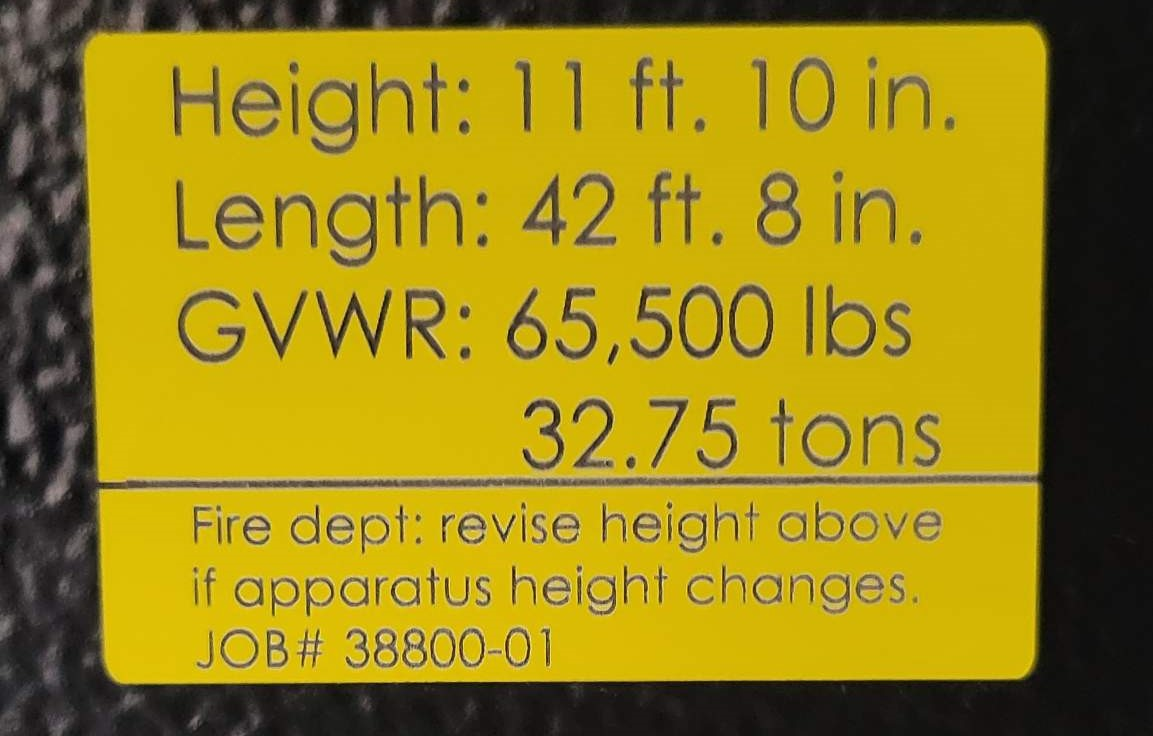 Height: 11 ft. 10 in.
Length: 42 ft. 8 in.
GVWR: 65,500 lbs
32.75 tons
Fire dept: revise height above
if apparatus height changes.
JOB# 38800-01